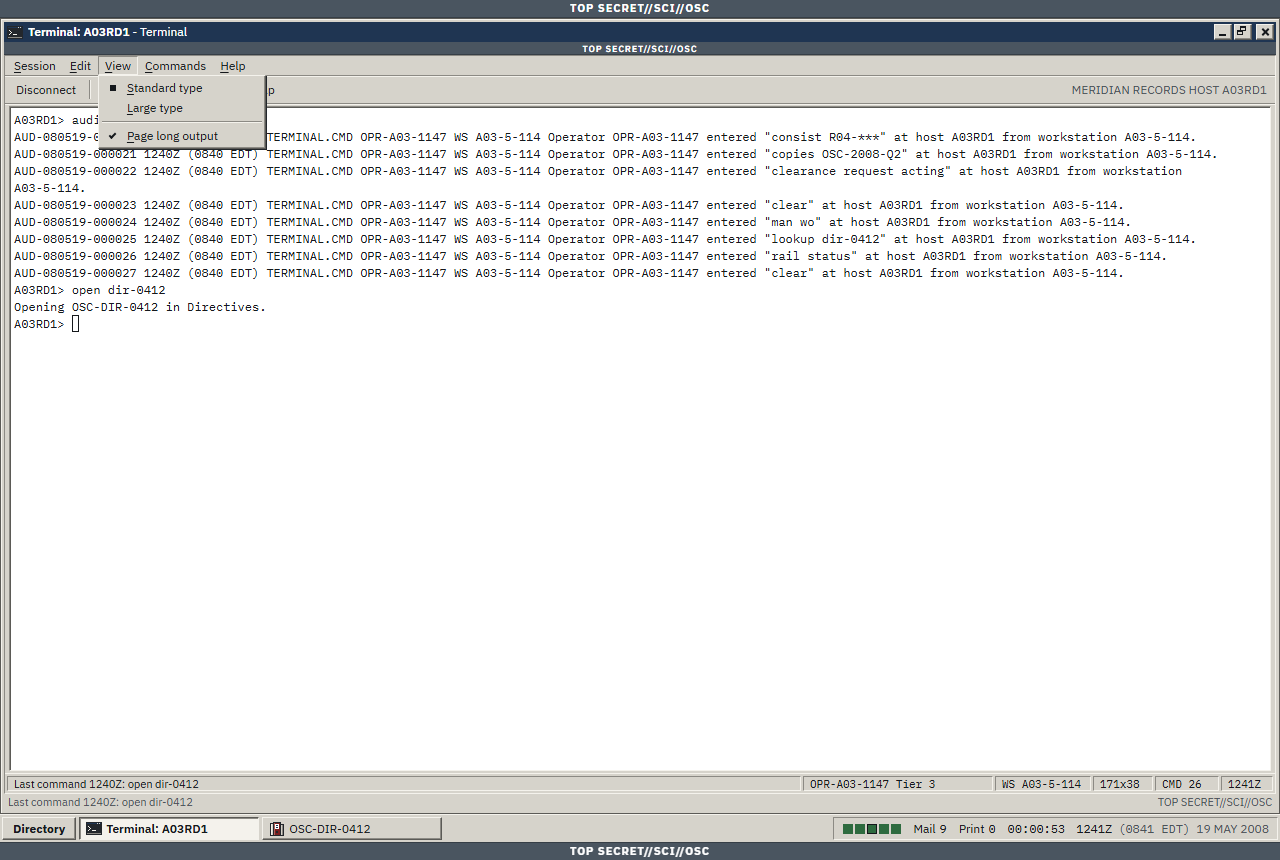 TOP SECRET//SCI//OSC
Terminal: A03RD1 - Terminal
TOP SECRET//SCI//OSC
Session Edit View Commands Help
Disconnect
MERIDIAN RECORDS HOST A03RD1
Standard type
Large type
Page long output
A03RD1>
TERMINAL.CMD OPR-A03-1147 WS A03-5-114 Operator OPR-A03-1147 entered "consist R04-***" at host A03RD1 from workstation A03-5-114.
AUD-080519-000021 1240Z (0840 EDT) TERMINAL.CMD OPR-A03-1147 WS A03-5-114 Operator OPR-A03-1147 entered "copies OSC-2008-Q2" at host A03RD1 from workstation A03-5-114.
AUD-080519-000022 1240Z (0840 EDT) TERMINAL.CMD OPR-A03-1147 WS A03-5-114 Operator OPR-A03-1147 entered "clearance request acting" at host A03RD1 from workstation
A03-5-114.
AUD-080519-000023 1240Z (0840 EDT) TERMINAL.CMD OPR-A03-1147 WS A03-5-114 Operator OPR-A03-1147 entered "clear" at host A03RD1 from workstation A03-5-114.
AUD-080519-000024 1240Z (0840 EDT) TERMINAL.CMD OPR-A03-1147 WS A03-5-114 Operator OPR-A03-1147 entered "man wo" at host A03RD1 from workstation A03-5-114.
AUD-080519-000025 1240Z (0840 EDT) TERMINAL.CMD OPR-A03-1147 WS A03-5-114 Operator OPR-A03-1147 entered "lookup dir-0412" at host A03RD1 from workstation A03-5-114.
AUD-080519-000026 1240Z (0840 EDT) TERMINAL.CMD OPR-A03-1147 WS A03-5-114 Operator OPR-A03-1147 entered "rail status" at host A03RD1 from workstation A03-5-114.
AUD-080519-000027 1240Z (0840 EDT) TERMINAL.CMD OPR-A03-1147 WS A03-5-114 Operator OPR-A03-1147 entered "clear" at host A03RD1 from workstation A03-5-114.
A03RD1> open dir-0412
Opening OSC-DIR-0412 in Directives.
A03RD1>
Last command 1240Z: open dir-0412
OPR-A03-1147 Tier 3
WS A03-5-114
171x38
CMD 26
1241Z
Last command 1240Z: open dir-0412
TOP SECRET//SCI//OSC
Directory
Terminal: A03RD1
OSC-DIR-0412
Mail 9 Print 0 00:00:53 1241Z (0841 EDT) 19 MAY 2008
TOP SECRET//SCI//OSC